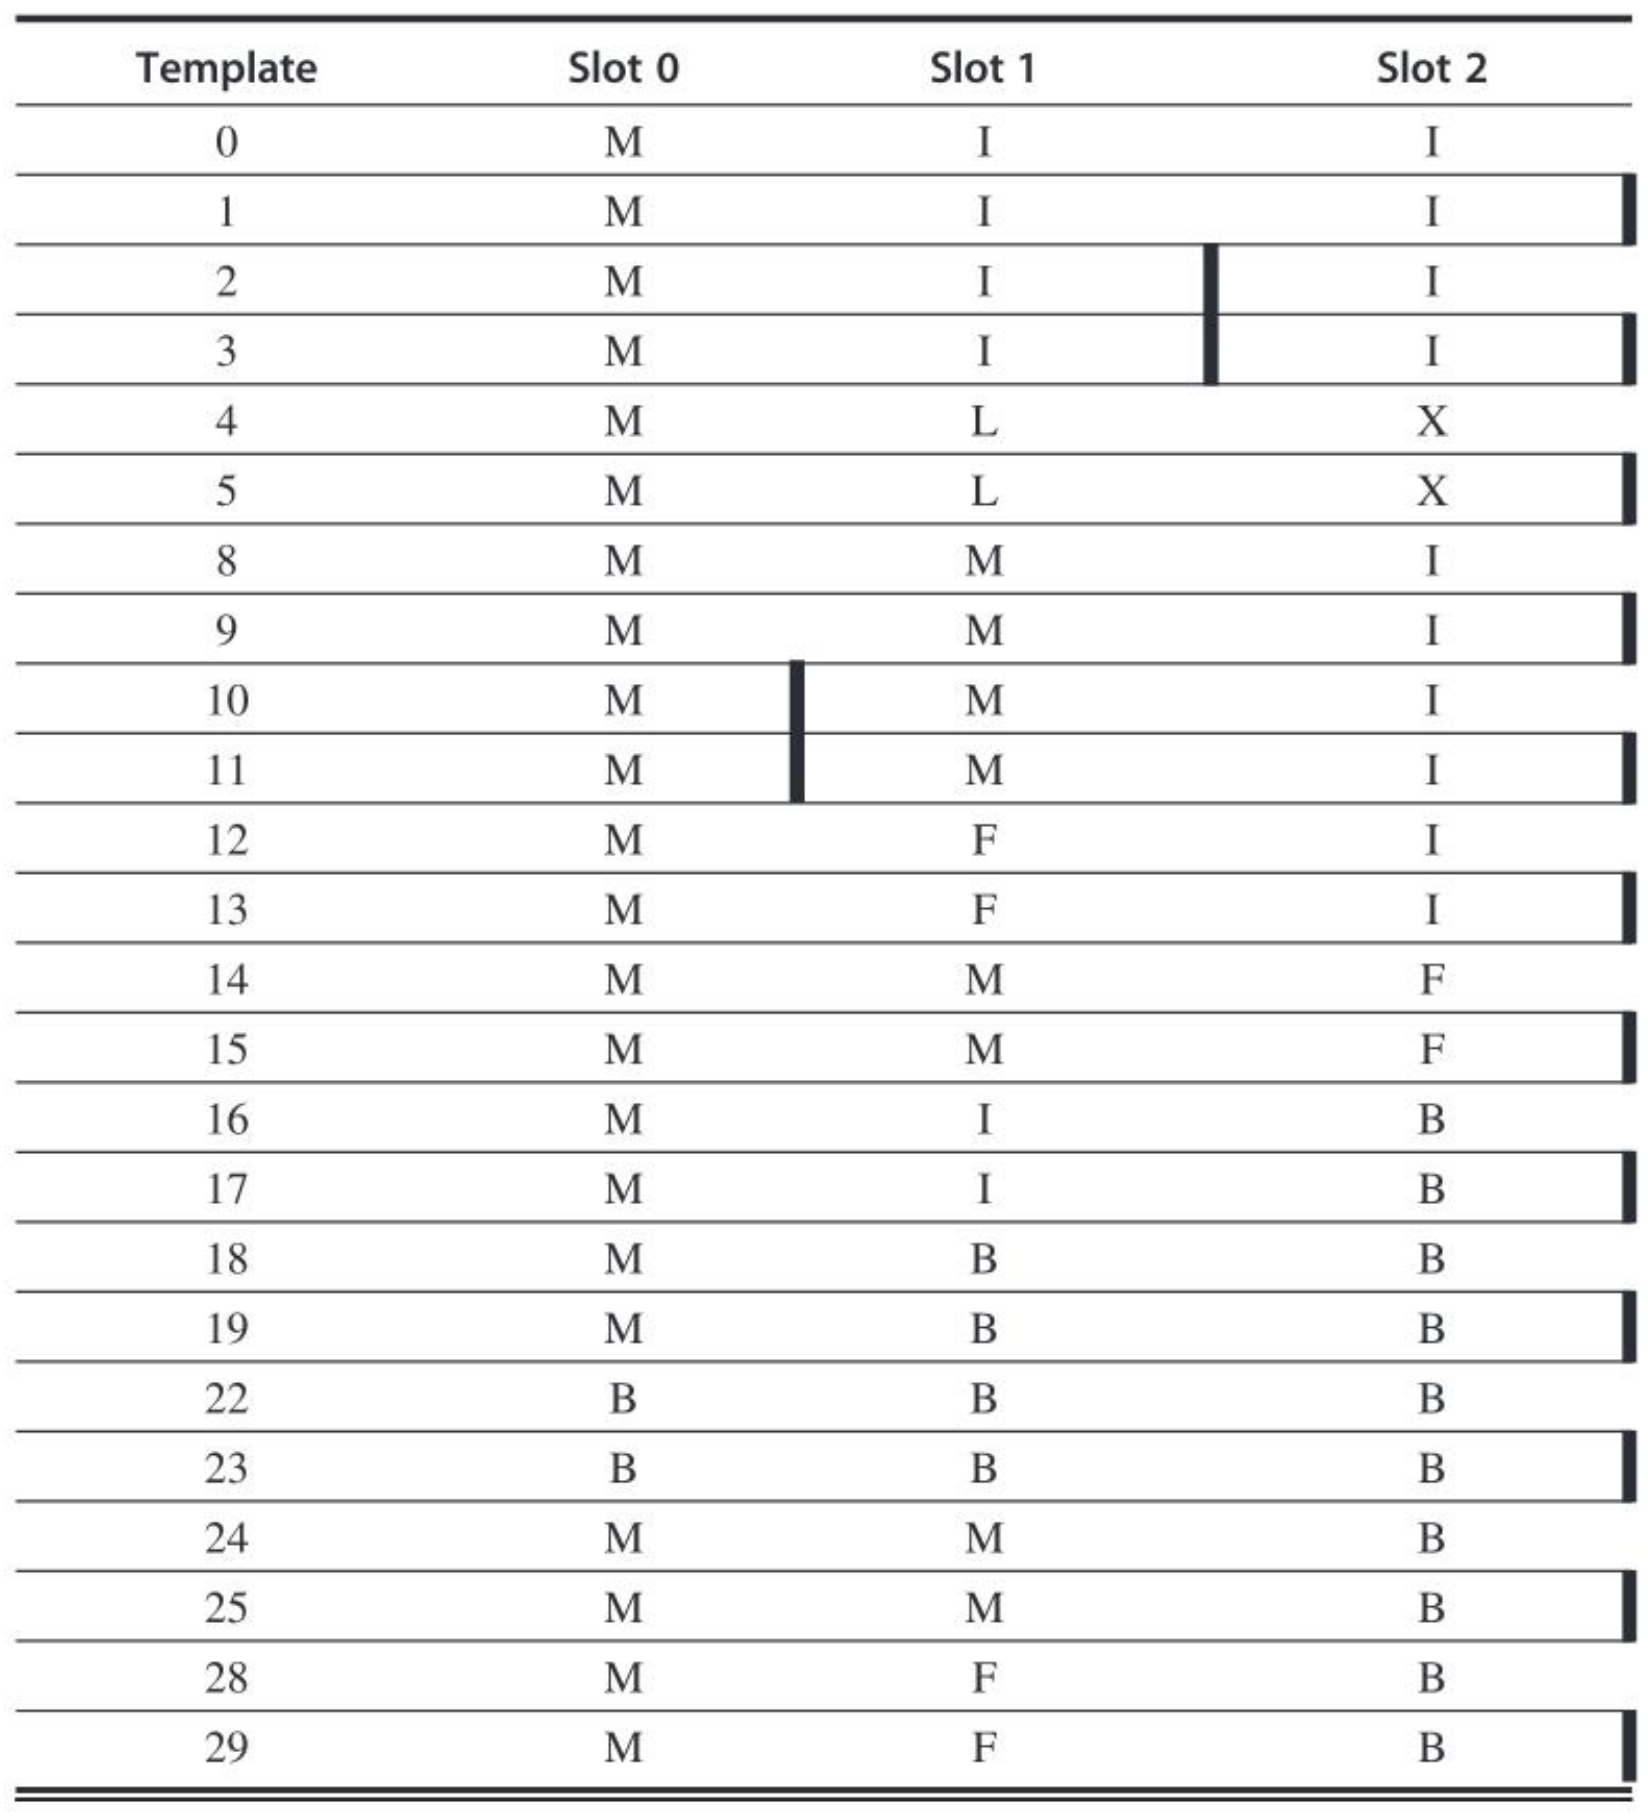 Template Slot 0 Slot 1 Slot 2
0 M I I
1 M I I
2 M I I
3 M I I
4 M L X
5 M L X
8 M M I
9 M M I
10 M M I
11 M M I
12 M F I
13 M F I
14 M M F
15 M M F
16 M I B
17 M I B
18 M B B
19 M B B
22 B B B
23 B B B
24 M M B
25 M M B
28 M F B
29 M F B